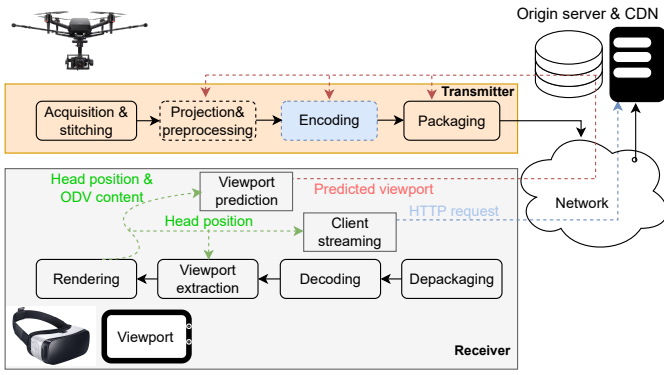 Origin server & CDN
Transmitter
Acquisition &
stitching
Projection&
preprocessing
Encoding
Packaging
Head position &
ODV content
Viewport
prediction
Predicted viewport
Head position
Client
streaming
HTTP request
Network
Rendering
Viewport
extraction
Decoding
Depackaging
Viewport
Receiver